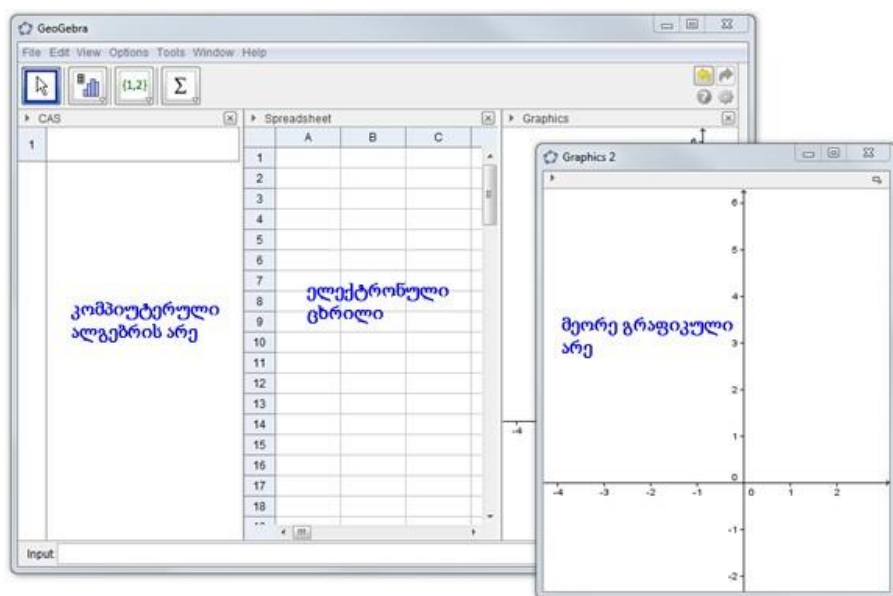 GeoGebra
File Edit View Options Tools Window Help
{1,2} Σ
CAS
1
Spreadsheet
A B C
1
2
3
4
5
6
7
8
9
10
11
12
13
14
15
16
17
18
Graphics
-4
Input
კომპიუტერული
ალგებრის არე
ელექტრონული
ცხრილი
Graphics 2
6
5
4
3
2
1
0
-4 -3 -2 -1 0 1 2
-1
-2
მეორე გრაფიკული
არე